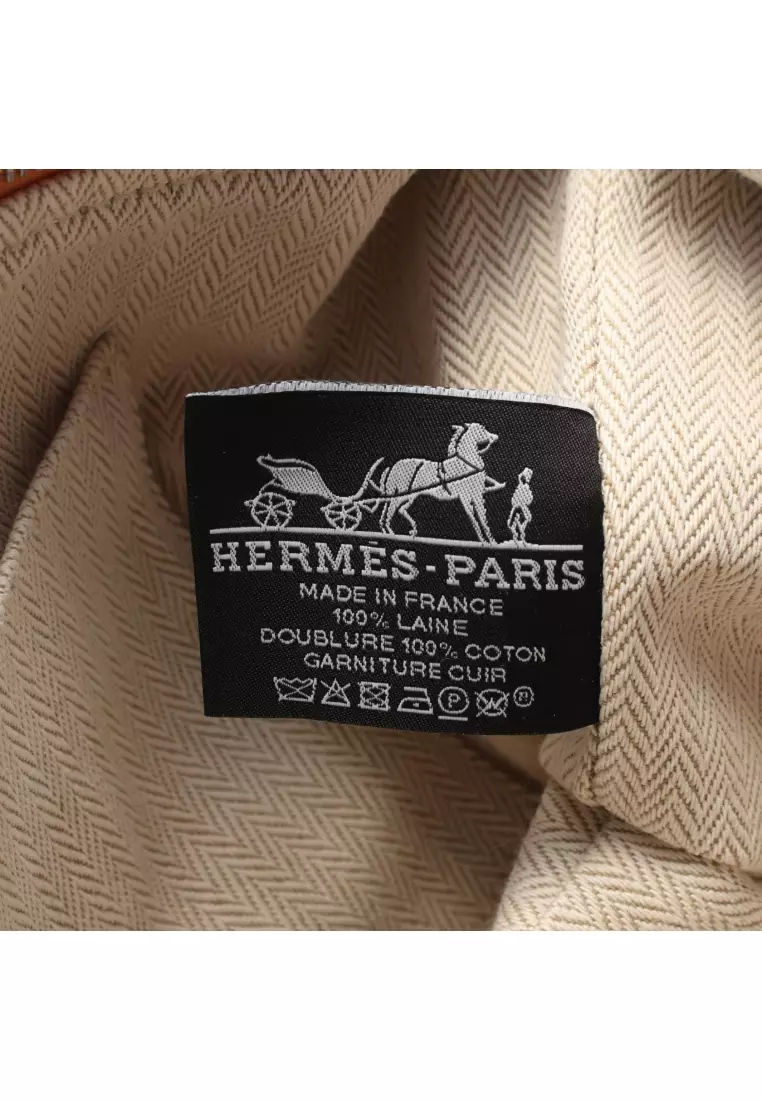 HERMÈS-PARIS
MADE IN FRANCE
100% LAINE
DOUBLURE 100% COTON
GARNITURE CUIR
P